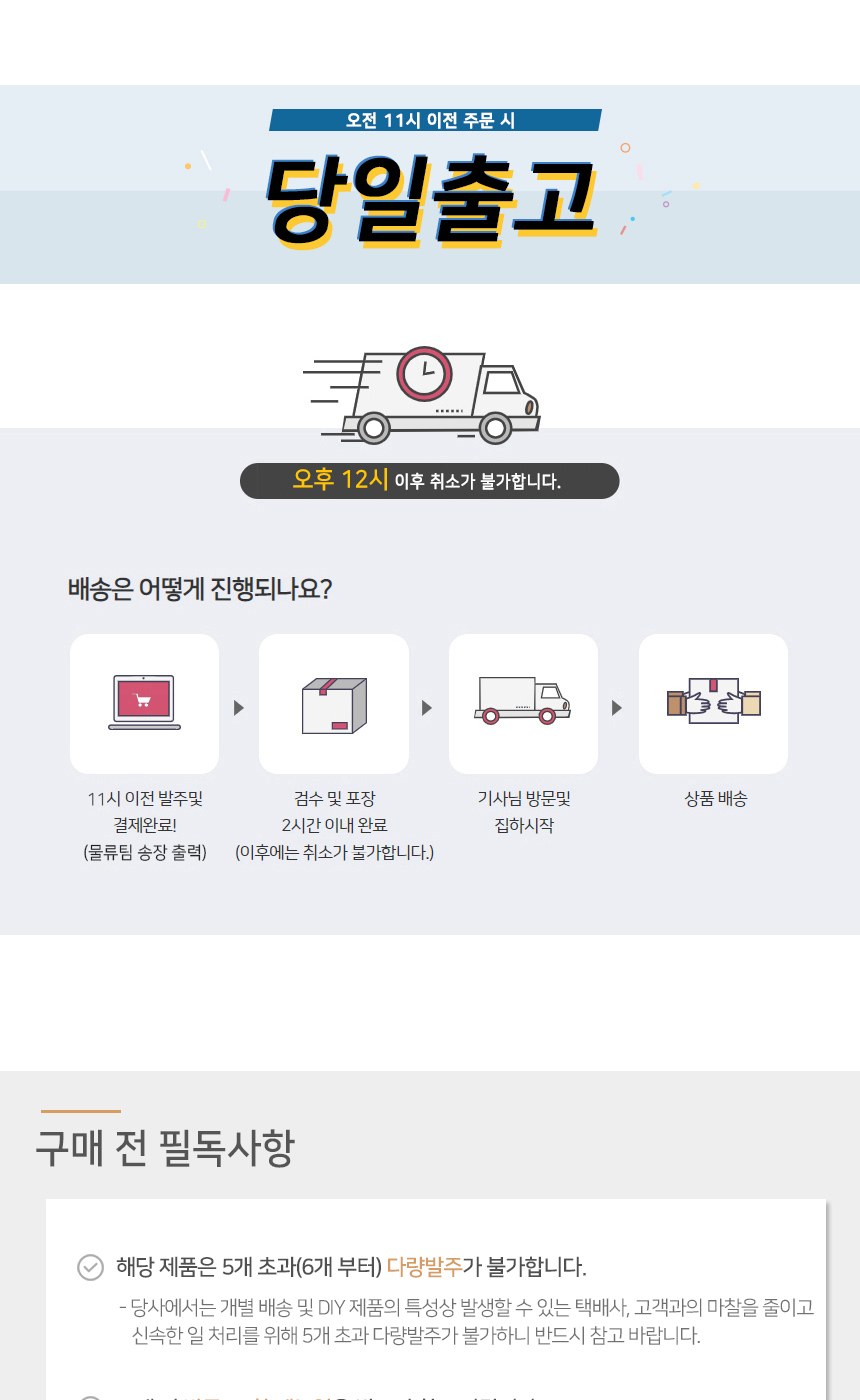 오전 11시 이전 주문 시
당일출고
오후 12시 이후 취소가 불가합니다.
배송은 어떻게 진행되나요?
11시 이전 발주및
결제완료!
(물류팀 송장 출력)
검수 및 포장
2시간 이내 완료
(이후에는 취소가 불가합니다.)
기사님 방문및
집하시작
상품 배송
구매 전 필독사항
해당 제품은 5개 초과(6개 부터) 다량발주가 불가합니다.
- 당사에서는 개별 배송 및 DIY 제품의 특성상 발생할 수 있는 택배사, 고객과의 마찰을 줄이고
신속한 일 처리를 위해 5개 초과 다량발주가 불가하니 반드시 참고 바랍니다.